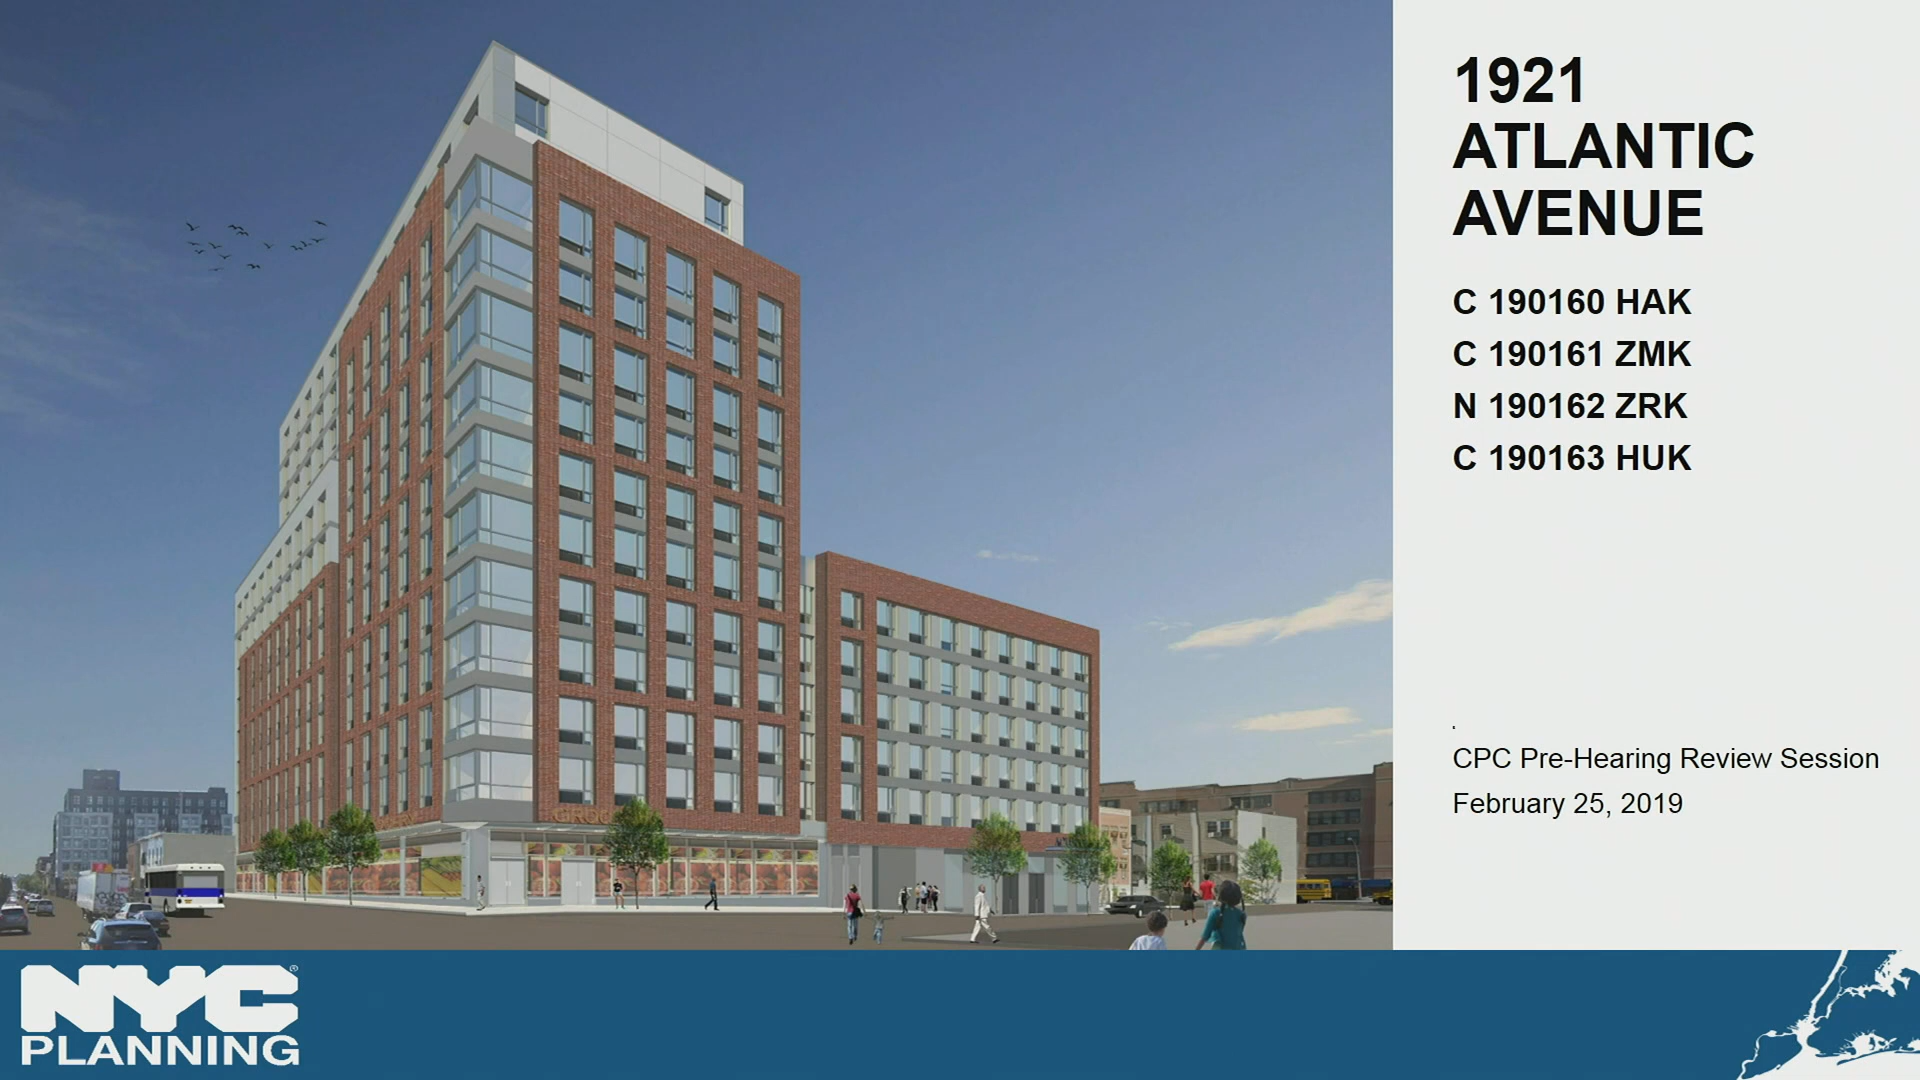 1921
ATLANTIC
AVENUE
C 190160 HAK
C 190161 ZMK
N 190162 ZRK
C 190163 HUK
CPC Pre-Hearing Review Session
February 25, 2019
NYC®
PLANNING